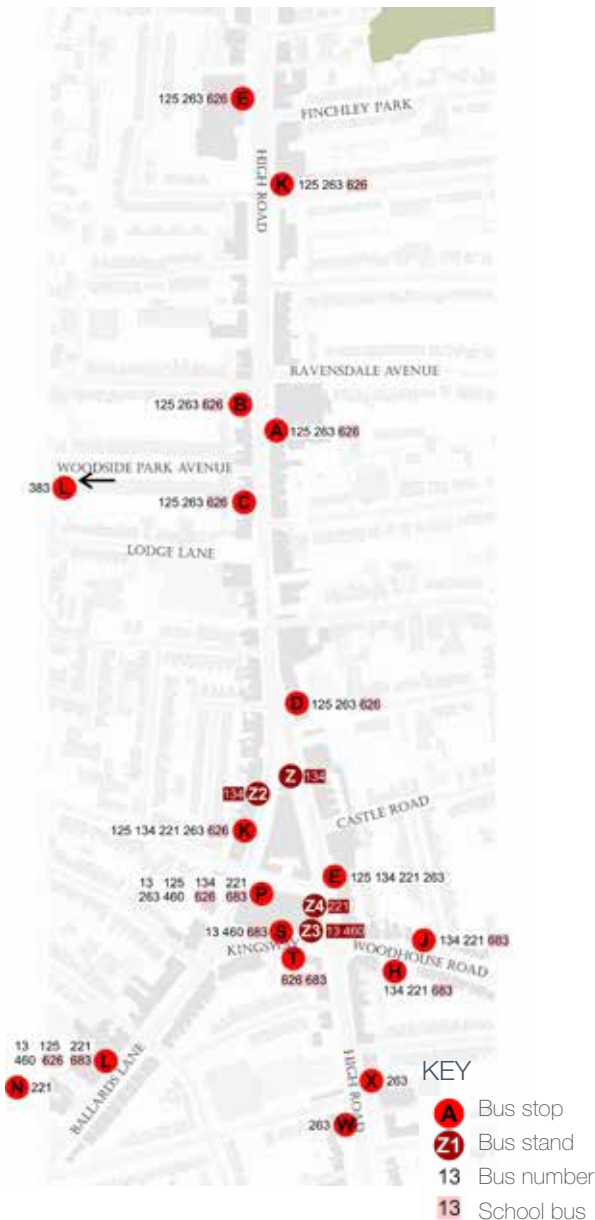 125 263 626 E
FINCHLEY PARK
HIGH ROAD
K 125 263 626
RAVENSDALE AVENUE
125 263 626 B
A 125 263 626
WOODSIDE PARK AVENUE
383 L
125 263 626 C
LODGE LANE
D 125 263 626
Z 134
134 Z2
CASTLE ROAD
125 134 221 263 626 K
E 125 134 221 263
13 125 134 221
263 460 626 683 P
Z4 221
13 460 683 S
Z3 13 460
J 134 221 683
KINGSWAY
WOODHOUSE ROAD
T
626 683
H
134 221 683
13 125 221
460 626 683 L
N 221
BALLARDS LANE
HIGH ROAD
X 263
263 W
KEY
A Bus stop
Z1 Bus stand
13 Bus number
13 School bus